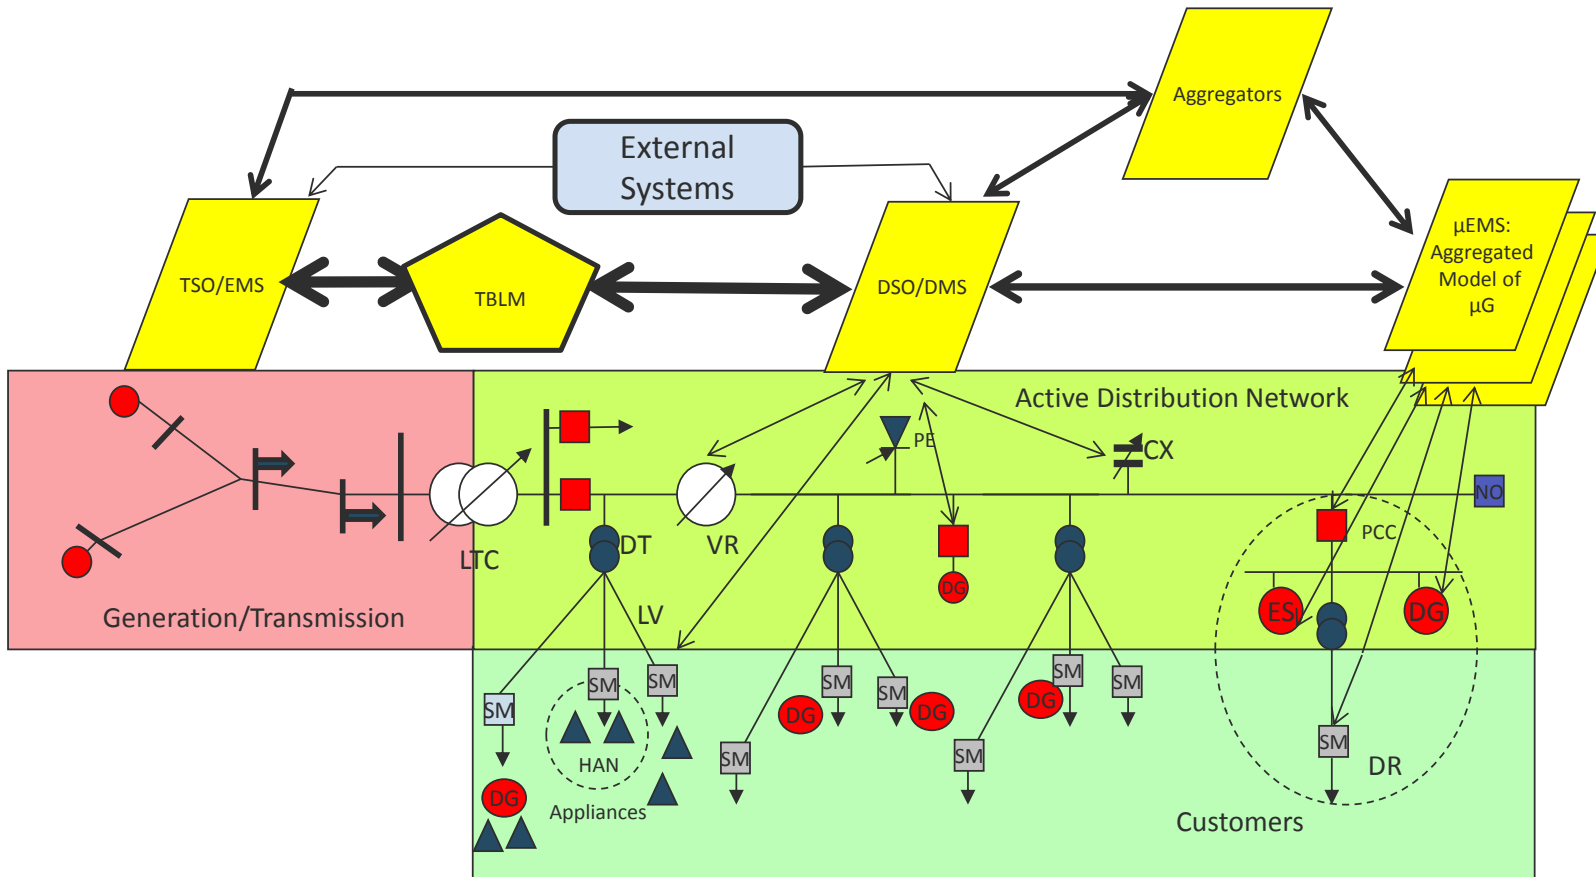 Aggregators
External
Systems
µEMS:
Aggregated
Model of
µG
TSO/EMS
TBLM
DSO/DMS
Active Distribution Network
PE
CX
NO
LTC
DT
VR
PCC
DG
ES
DG
Generation/Transmission
LV
SM
SM
SM
SM
SM
SM
SM
DG
DG
DG
SM
SM
SM
HAN
DR
DG
Appliances
Customers